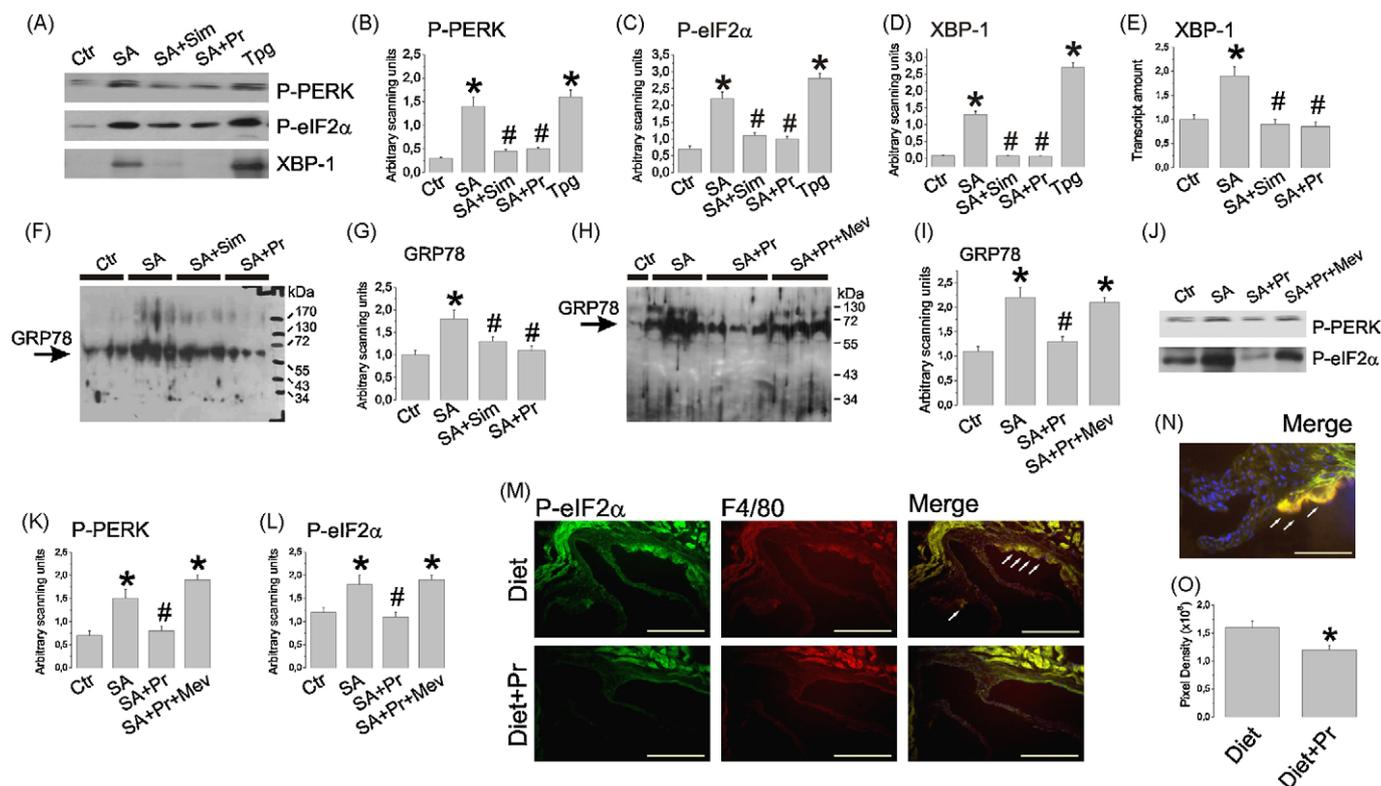 (A)
Ctr SA SA+Sim SA+Pr Tpg
P-PERK
P-eIF2α
XBP-1
(B)
P-PERK
Arbitrary scanning units
2,5
2,0
1,5
1,0
0,5
0,0
* # # *
Ctr SA SA+Sim SA+Pr Tpg
(C)
P-eIF2α
Arbitrary scanning units
3,5
3,0
2,5
2,0
1,5
1,0
0,5
0,0
* # # *
Ctr SA SA+Sim SA+Pr Tpg
(D)
XBP-1
Arbitrary scanning units
3,0
2,5
2,0
1,5
1,0
0,5
0,0
* # # *
Ctr SA SA+Sim SA+Pr Tpg
(E)
XBP-1
Transcript amount
2,5
2,0
1,5
1,0
0,5
0,0
* # #
Ctr SA SA+Sim SA+Pr
(F)
Ctr SA SA+Sim SA+Pr
kDa
170
130
72
55
43
34
GRP78
(G)
GRP78
Arbitrary scanning units
2,5
2,0
1,5
1,0
0,5
0,0
* # #
Ctr SA SA+Sim SA+Pr
(H)
Ctr SA SA+Pr SA+Pr+Mev
kDa
130
72
55
43
34
GRP78
(I)
GRP78
Arbitrary scanning units
2,5
2,0
1,5
1,0
0,5
0,0
* # *
Ctr SA SA+Pr SA+Pr+Mev
(J)
Ctr SA SA+Pr SA+Pr+Mev
P-PERK
P-eIF2α
(K)
P-PERK
Arbitrary scanning units
2,5
2,0
1,5
1,0
0,5
0,0
* # *
Ctr SA SA+Pr SA+Pr+Mev
(L)
P-eIF2α
Arbitrary scanning units
2,5
2,0
1,5
1,0
0,5
0,0
* # *
Ctr SA SA+Pr SA+Pr+Mev
(M)
P-eIF2α F4/80 Merge
Diet
Diet+Pr
(N)
Merge
(O)
Pixel Density (x10⁶)
2,0
1,5
1,0
0,5
0,0
*
Diet Diet+Pr